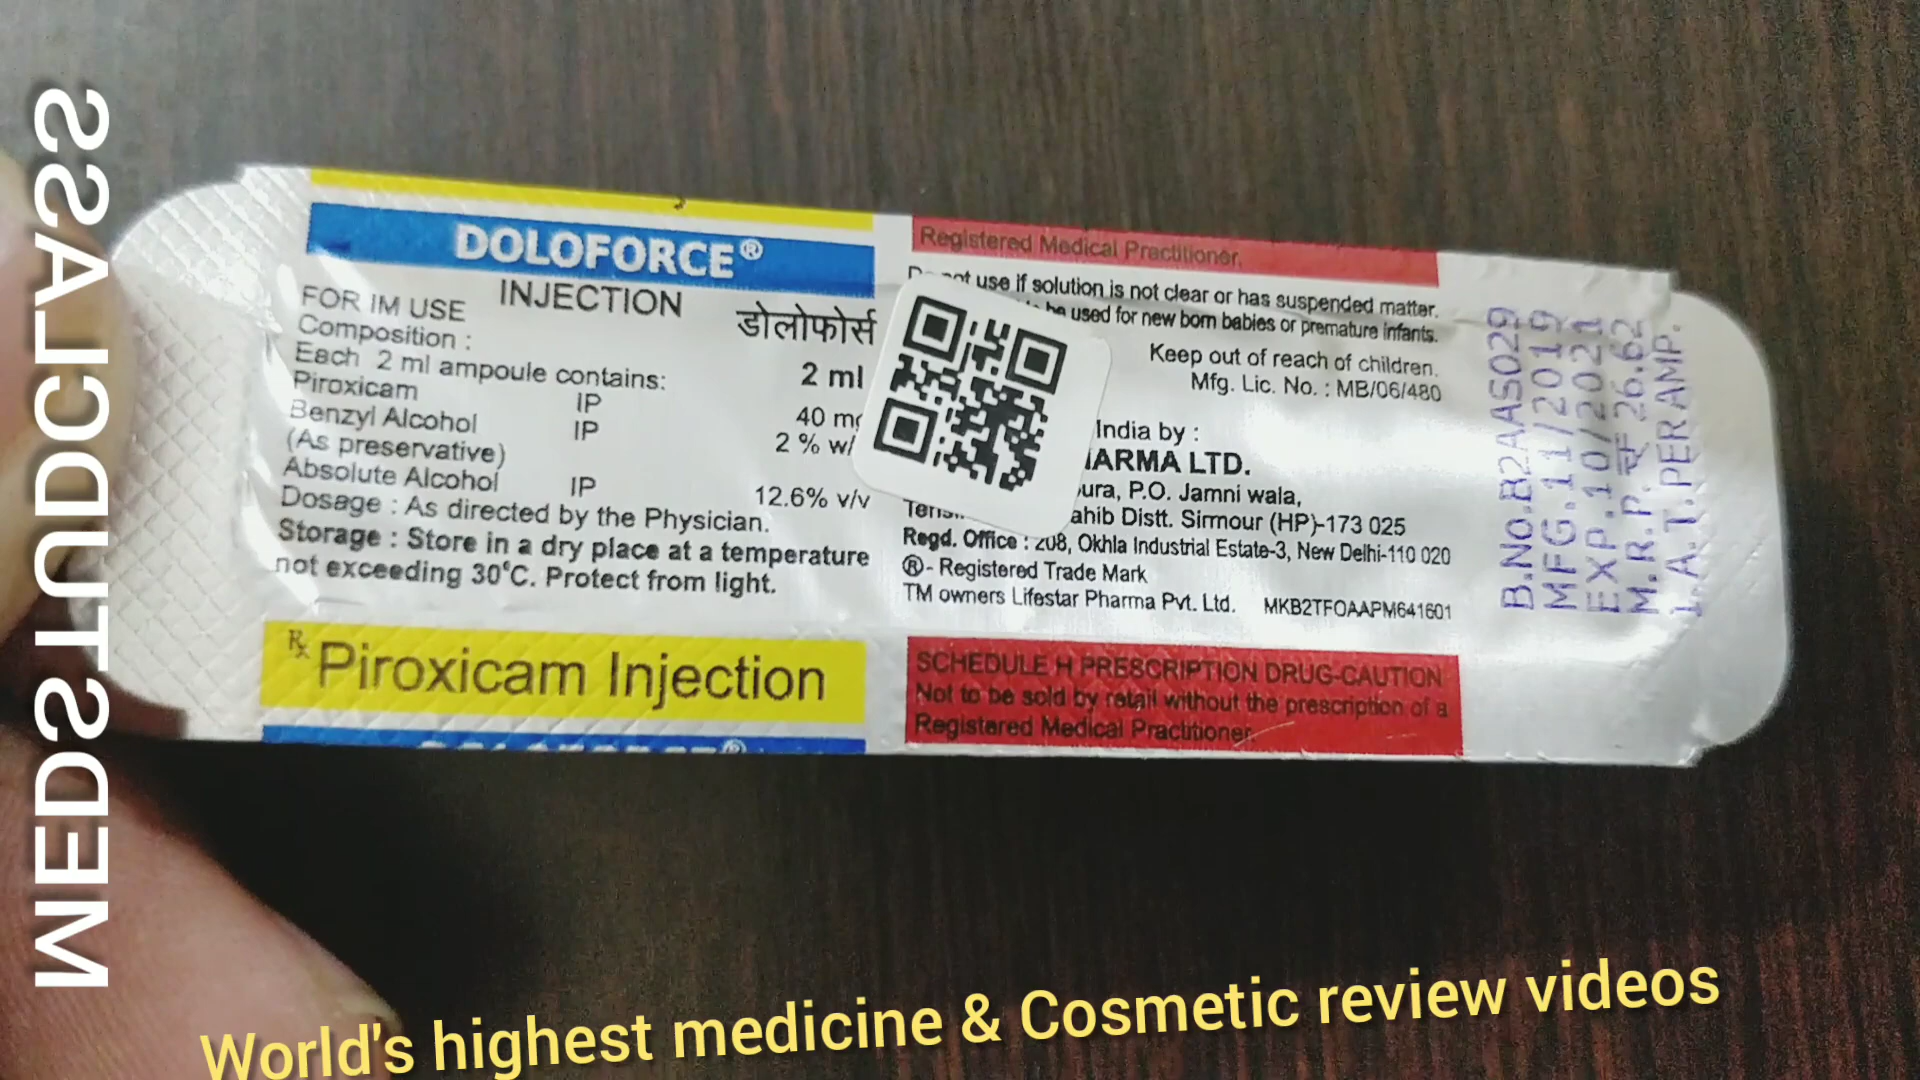 MEDSTUDCLASS
DOLOFORCE®
INJECTION
FOR IM USE
डोलोफोर्स
Composition :
Each 2 ml ampoule contains:
2 ml
Piroxicam IP 40 mg
Benzyl Alcohol IP 2 % w/
(As preservative)
Absolute Alcohol IP 12.6% v/v
Dosage : As directed by the Physician.
Storage : Store in a dry place at a temperature
not exceeding 30°C. Protect from light.
Rx Piroxicam Injection
Registered Medical Practitioner.
not use if solution is not clear or has suspended matter.
be used for new born babies or premature infants.
Keep out of reach of children.
Mfg. Lic. No. : MB/06/480
India by :
LTD.
P.O. Jamni wala,
Distt. Sirmour (HP)-173 025
Regd. Office : 208, Okhla Industrial Estate-3, New Delhi-110 020
®- Registered Trade Mark
TM owners Lifestar Pharma Pvt. Ltd. MKB2TFOAAPM641601
SCHEDULE H PRESCRIPTION DRUG-CAUTION
Not to be sold by retail without the prescription of a
Registered Medical Practitioner.
B.No.B2AAS029
MFG.11/2019
EXP.10/2021
M.R.P. रु 26.62
I.A.T.PER AMP.
World's highest medicine & Cosmetic review videos